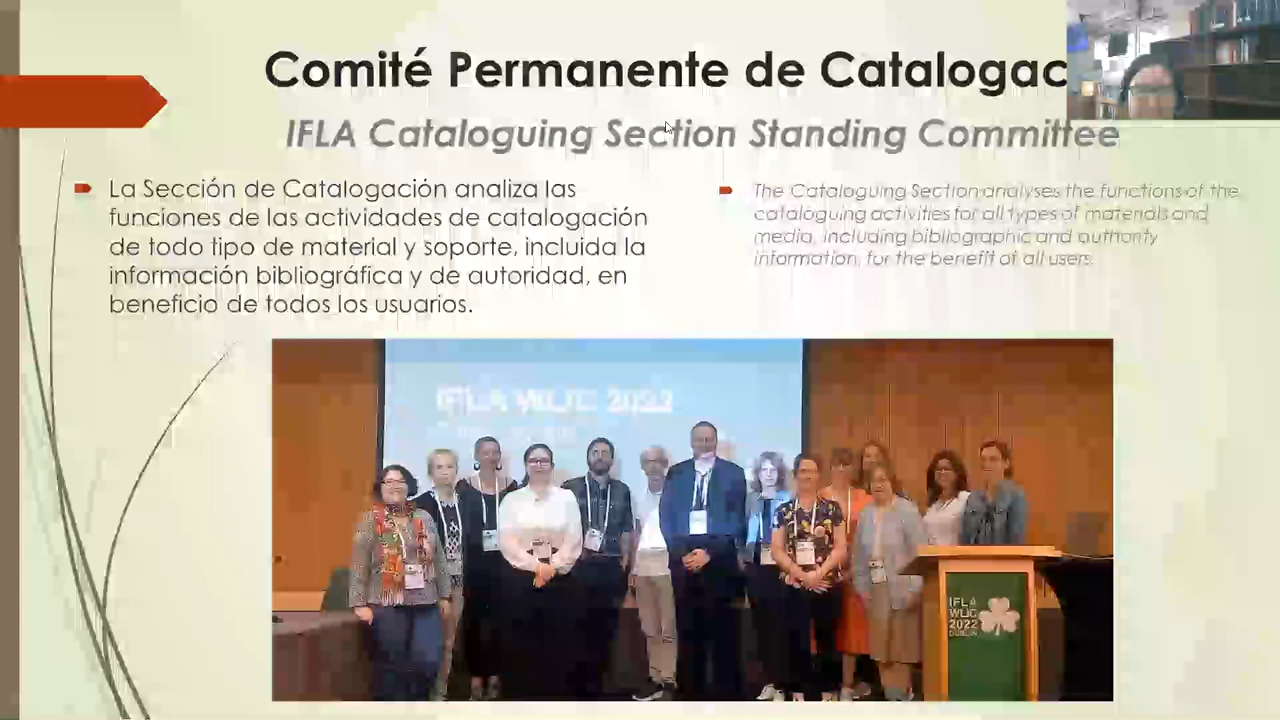 Comité Permanente de Catalogac
IFLA Cataloguing Section Standing Committee
La Sección de Catalogación analiza las
funciones de las actividades de catalogación
de todo tipo de material y soporte, incluida la
información bibliográfica y de autoridad, en
beneficio de todos los usuarios.
The Cataloguing Section analyses the functions of the
cataloguing activities for all types of materials and
media, including bibliographic and authority
information, for the benefit of all users.
IFLA WLIC 2022
IFLA
WLIC
2022
DUBLIN